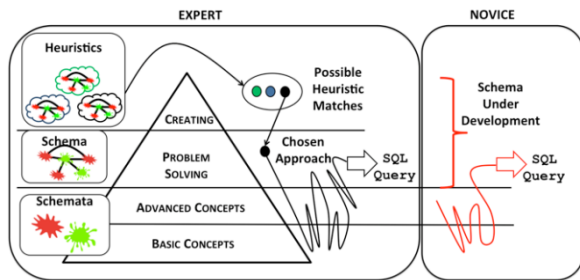 EXPERT
NOVICE
Heuristics
Possible
Heuristic
Matches
Schema
Under
Development
CREATING
Schema
Chosen
Approach
PROBLEM
SOLVING
SQL
Query
SQL
Query
Schemata
ADVANCED CONCEPTS
BASIC CONCEPTS